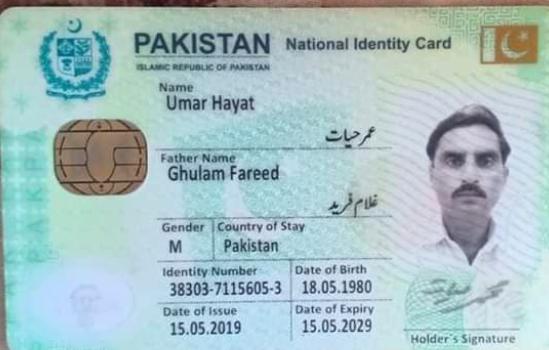 PAKISTAN National Identity Card
ISLAMIC REPUBLIC OF PAKISTAN
Name
Umar Hayat
عمر حیات
Father Name
Ghulam Fareed
غلام فرید
Gender Country of Stay
M Pakistan
Identity Number Date of Birth
38303-7115605-3 18.05.1980
Date of Issue Date of Expiry
15.05.2019 15.05.2029
Holder's Signature